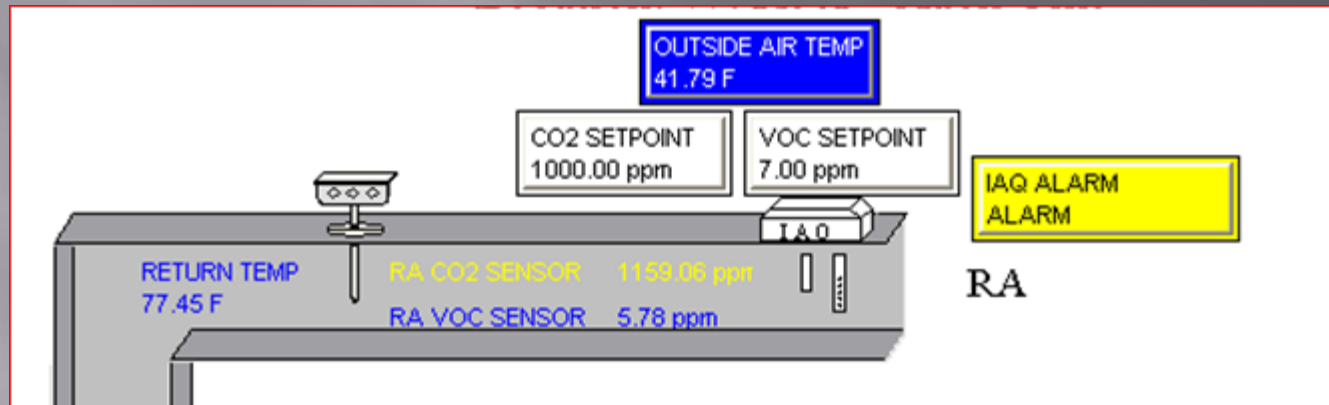 OUTSIDE AIR TEMP
41.79 F
CO2 SETPOINT
1000.00 ppm
VOC SETPOINT
7.00 ppm
IAQ ALARM
ALARM
IAQ
RETURN TEMP
77.45 F
RA CO2 SENSOR 1159.06 ppm
RA VOC SENSOR 5.78 ppm
RA